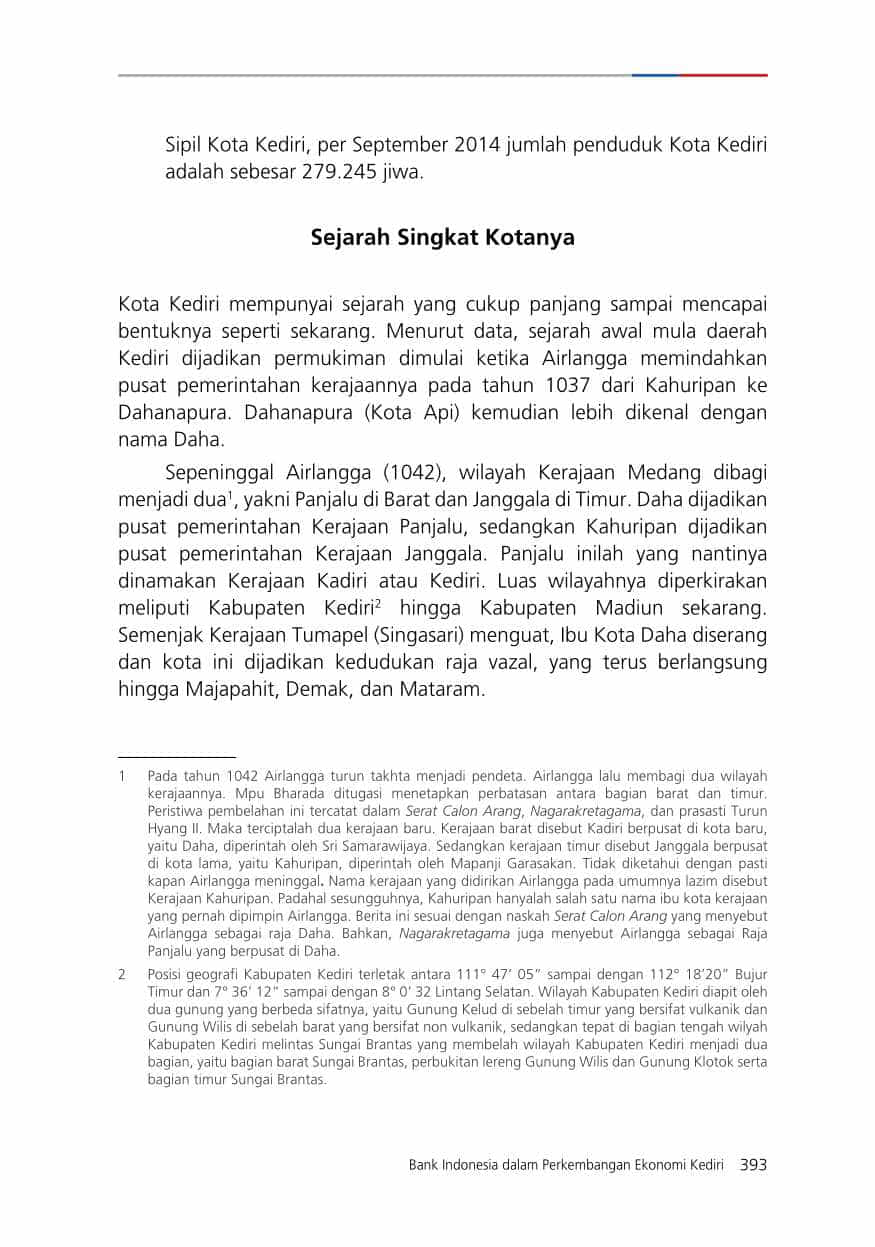 Sipil Kota Kediri, per September 2014 jumlah penduduk Kota Kediri
adalah sebesar 279.245 jiwa.
Sejarah Singkat Kotanya
Kota Kediri mempunyai sejarah yang cukup panjang sampai mencapai
bentuknya seperti sekarang. Menurut data, sejarah awal mula daerah
Kediri dijadikan permukiman dimulai ketika Airlangga memindahkan
pusat pemerintahan kerajaannya pada tahun 1037 dari Kahuripan ke
Dahanapura. Dahanapura (Kota Api) kemudian lebih dikenal dengan
nama Daha.
Sepeninggal Airlangga (1042), wilayah Kerajaan Medang dibagi
menjadi dua¹, yakni Panjalu di Barat dan Janggala di Timur. Daha dijadikan
pusat pemerintahan Kerajaan Panjalu, sedangkan Kahuripan dijadikan
pusat pemerintahan Kerajaan Janggala. Panjalu inilah yang nantinya
dinamakan Kerajaan Kadiri atau Kediri. Luas wilayahnya diperkirakan
meliputi Kabupaten Kediri² hingga Kabupaten Madiun sekarang.
Semenjak Kerajaan Tumapel (Singasari) menguat, Ibu Kota Daha diserang
dan kota ini dijadikan kedudukan raja vazal, yang terus berlangsung
hingga Majapahit, Demak, dan Mataram.
1 Pada tahun 1042 Airlangga turun takhta menjadi pendeta. Airlangga lalu membagi dua wilayah
kerajaannya. Mpu Bharada ditugasi menetapkan perbatasan antara bagian barat dan timur.
Peristiwa pembelahan ini tercatat dalam Serat Calon Arang, Nagarakretagama, dan prasasti Turun
Hyang II. Maka terciptalah dua kerajaan baru. Kerajaan barat disebut Kadiri berpusat di kota baru,
yaitu Daha, diperintah oleh Sri Samarawijaya. Sedangkan kerajaan timur disebut Janggala berpusat
di kota lama, yaitu Kahuripan, diperintah oleh Mapanji Garasakan. Tidak diketahui dengan pasti
kapan Airlangga meninggal. Nama kerajaan yang didirikan Airlangga pada umumnya lazim disebut
Kerajaan Kahuripan. Padahal sesungguhnya, Kahuripan hanyalah salah satu nama ibu kota kerajaan
yang pernah dipimpin Airlangga. Berita ini sesuai dengan naskah Serat Calon Arang yang menyebut
Airlangga sebagai raja Daha. Bahkan, Nagarakretagama juga menyebut Airlangga sebagai Raja
Panjalu yang berpusat di Daha.
2 Posisi geografi Kabupaten Kediri terletak antara 111° 47’ 05” sampai dengan 112° 18’20” Bujur
Timur dan 7° 36’ 12” sampai dengan 8° 0’ 32 Lintang Selatan. Wilayah Kabupaten Kediri diapit oleh
dua gunung yang berbeda sifatnya, yaitu Gunung Kelud di sebelah timur yang bersifat vulkanik dan
Gunung Wilis di sebelah barat yang bersifat non vulkanik, sedangkan tepat di bagian tengah wilyah
Kabupaten Kediri melintas Sungai Brantas yang membelah wilayah Kabupaten Kediri menjadi dua
bagian, yaitu bagian barat Sungai Brantas, perbukitan lereng Gunung Wilis dan Gunung Klotok serta
bagian timur Sungai Brantas.
Bank Indonesia dalam Perkembangan Ekonomi Kediri 393